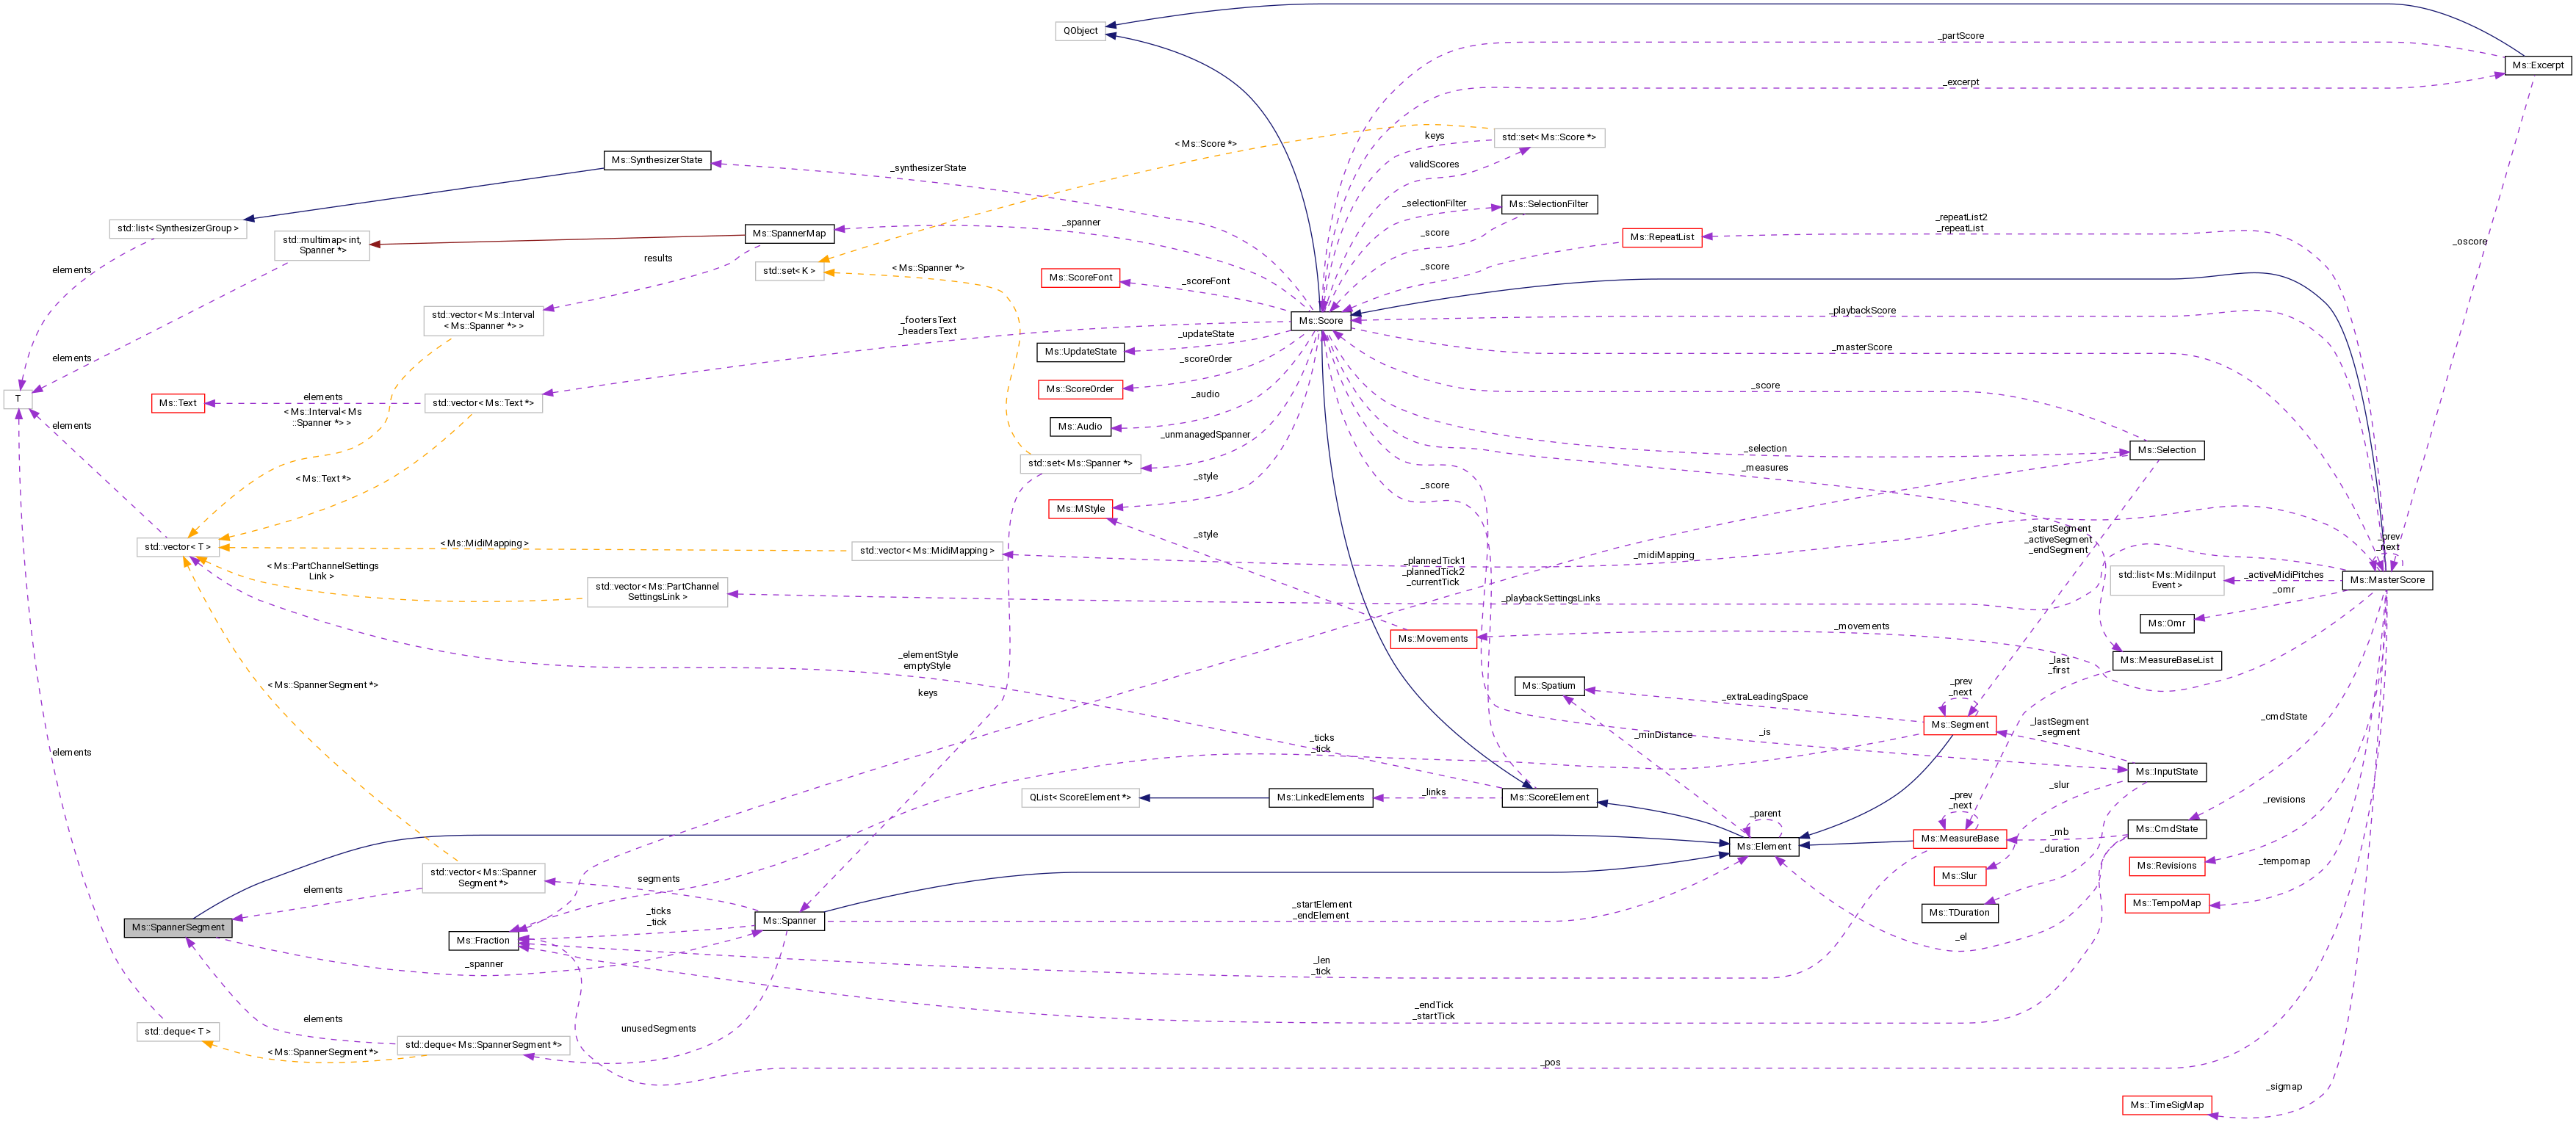 QObject
_partScore
Ms::Excerpt
_excerpt
keys
std::set< Ms::Score *>
< Ms::Score *>
Ms::SynthesizerState
_synthesizerState
validScores
_selectionFilter
Ms::SelectionFilter
std::list< SynthesizerGroup >
_spanner
Ms::SpannerMap
_score
Ms::RepeatList
_repeatList2
_repeatList
_oscore
std::multimap< int,
Spanner *>
results
elements
std::set< K >
< Ms::Spanner *>
Ms::ScoreFont
_scoreFont
_score
std::vector< Ms::Interval
< Ms::Spanner *> >
_footersText
_headersText
Ms::Score
_playbackScore
_updateState
Ms::UpdateState
_masterScore
_scoreOrder
elements
Ms::ScoreOrder
_score
T
Ms::Text
elements
std::vector< Ms::Text *>
_audio
< Ms::Interval< Ms
::Spanner *> >
elements
Ms::Audio
_unmanagedSpanner
_selection
Ms::Selection
std::set< Ms::Spanner *>
_measures
< Ms::Text *>
_style
_score
Ms::MStyle
_startSegment
_activeSegment
_endSegment
std::vector< T >
< Ms::MidiMapping >
std::vector< Ms::MidiMapping >
_style
_plannedTick1
_plannedTick2
_currentTick
_midiMapping
_prev
_next
< Ms::PartChannelSettings
Link >
std::vector< Ms::PartChannel
SettingsLink >
std::list< Ms::MidiInput
Event >
_activeMidiPitches
Ms::MasterScore
_playbackSettingsLinks
_omr
Ms::Omr
Ms::Movements
_movements
_elementStyle
emptyStyle
_last
_first
Ms::MeasureBaseList
< Ms::SpannerSegment *>
keys
Ms::Spatium
_extraLeadingSpace
_prev
_next
Ms::Segment
_cmdState
_lastSegment
_segment
_ticks
_tick
_minDistance
_is
elements
Ms::InputState
QList< ScoreElement *>
Ms::LinkedElements
_links
Ms::ScoreElement
_slur
_prev
_next
_revisions
_parent
Ms::Element
Ms::MeasureBase
_mb
Ms::CmdState
_duration
_tempomap
Ms::Revisions
std::vector< Ms::Spanner
Segment *>
segments
elements
Ms::Slur
Ms::TempoMap
Ms::SpannerSegment
Ms::Spanner
_startElement
_endElement
Ms::TDuration
_ticks
_tick
Ms::Fraction
_el
_spanner
_len
_tick
_endTick
_startTick
elements
std::deque< T >
unusedSegments
std::deque< Ms::SpannerSegment *>
< Ms::SpannerSegment *>
_pos
_sigmap
Ms::TimeSigMap